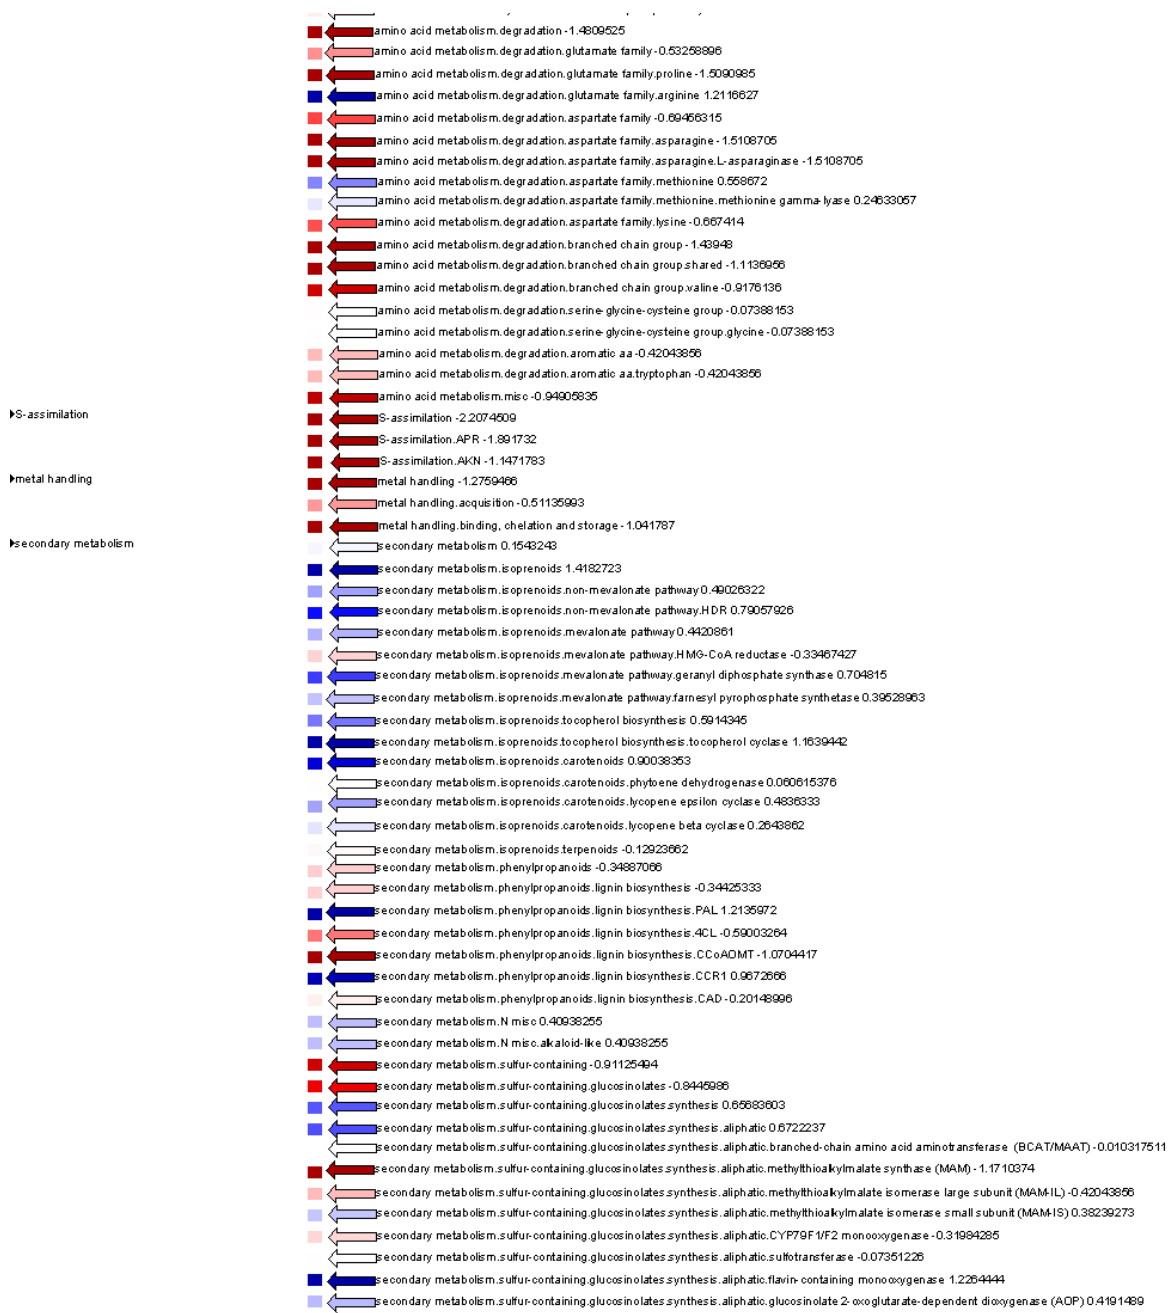 amino acid metabolism.degradation -1.4809525
amino acid metabolism.degradation.glutamate family -0.53258896
amino acid metabolism.degradation.glutamate family.proline -1.5090985
amino acid metabolism.degradation.glutamate family.arginine 1.2116627
amino acid metabolism.degradation.aspartate family -0.69456315
amino acid metabolism.degradation.aspartate family.asparagine -1.5108705
amino acid metabolism.degradation.aspartate family.asparagine.L-asparaginase -1.5108705
amino acid metabolism.degradation.aspartate family.methionine 0.558672
amino acid metabolism.degradation.aspartate family.methionine.methionine gamma-lyase 0.24633057
amino acid metabolism.degradation.aspartate family.lysine -0.667414
amino acid metabolism.degradation.branched chain group -1.43948
amino acid metabolism.degradation.branched chain group.shared -1.1136956
amino acid metabolism.degradation.branched chain group.valine -0.9176136
amino acid metabolism.degradation.serine-glycine-cysteine group -0.07388153
amino acid metabolism.degradation.serine-glycine-cysteine group.glycine -0.07388153
amino acid metabolism.degradation.aromatic aa -0.42043856
amino acid metabolism.degradation.aromatic aa.tryptophan -0.42043856
amino acid metabolism.misc -0.94905835
S-assimilation
S-assimilation -2.2074509
S-assimilation.APR -1.891732
S-assimilation.AKN -1.1471783
metal handling
metal handling -1.2759466
metal handling.acquisition -0.51135993
metal handling.binding, chelation and storage -1.041787
secondary metabolism
secondary metabolism 0.1543243
secondary metabolism.isoprenoids 1.4182723
secondary metabolism.isoprenoids.non-mevalonate pathway 0.49026322
secondary metabolism.isoprenoids.non-mevalonate pathway.HDR 0.79057926
secondary metabolism.isoprenoids.mevalonate pathway 0.4420861
secondary metabolism.isoprenoids.mevalonate pathway.HMG-CoA reductase -0.33467427
secondary metabolism.isoprenoids.mevalonate pathway.geranyl diphosphate synthase 0.704815
secondary metabolism.isoprenoids.mevalonate pathway.farnesyl pyrophosphate synthetase 0.39528963
secondary metabolism.isoprenoids.tocopherol biosynthesis 0.5914345
secondary metabolism.isoprenoids.tocopherol biosynthesis.tocopherol cyclase 1.1639442
secondary metabolism.isoprenoids.carotenoids 0.90038353
secondary metabolism.isoprenoids.carotenoids.phytoene dehydrogenase 0.060615376
secondary metabolism.isoprenoids.carotenoids.lycopene epsilon cyclase 0.4836333
secondary metabolism.isoprenoids.carotenoids.lycopene beta cyclase 0.2643862
secondary metabolism.isoprenoids.terpenoids -0.12923662
secondary metabolism.phenylpropanoids -0.34887066
secondary metabolism.phenylpropanoids.lignin biosynthesis -0.34425333
secondary metabolism.phenylpropanoids.lignin biosynthesis.PAL 1.2135972
secondary metabolism.phenylpropanoids.lignin biosynthesis.4CL -0.59003264
secondary metabolism.phenylpropanoids.lignin biosynthesis.CCoAOMT -1.0704417
secondary metabolism.phenylpropanoids.lignin biosynthesis.CCR1 0.9672666
secondary metabolism.phenylpropanoids.lignin biosynthesis.CAD -0.20148996
secondary metabolism.N misc 0.40938255
secondary metabolism.N misc.alkaloid-like 0.40938255
secondary metabolism.sulfur-containing -0.91125494
secondary metabolism.sulfur-containing.glucosinolates -0.8445986
secondary metabolism.sulfur-containing.glucosinolates.synthesis 0.65683603
secondary metabolism.sulfur-containing.glucosinolates.synthesis.aliphatic 0.6722237
secondary metabolism.sulfur-containing.glucosinolates.synthesis.aliphatic.branched-chain amino acid aminotransferase (BCAT/MAAT) -0.010317511
secondary metabolism.sulfur-containing.glucosinolates.synthesis.aliphatic.methylthioalkylmalate synthase (MAM) -1.1710374
secondary metabolism.sulfur-containing.glucosinolates.synthesis.aliphatic.methylthioalkylmalate isomerase large subunit (MAM-IL) -0.42043856
secondary metabolism.sulfur-containing.glucosinolates.synthesis.aliphatic.methylthioalkylmalate isomerase small subunit (MAM-IS) 0.38239273
secondary metabolism.sulfur-containing.glucosinolates.synthesis.aliphatic.CYP79F1/F2 monooxygenase -0.31984285
secondary metabolism.sulfur-containing.glucosinolates.synthesis.aliphatic.sulfotransferase -0.07351226
secondary metabolism.sulfur-containing.glucosinolates.synthesis.aliphatic.flavin-containing monooxygenase 1.2264444
secondary metabolism.sulfur-containing.glucosinolates.synthesis.aliphatic.glucosinolate 2-oxoglutarate-dependent dioxygenase (AOP) 0.4191489